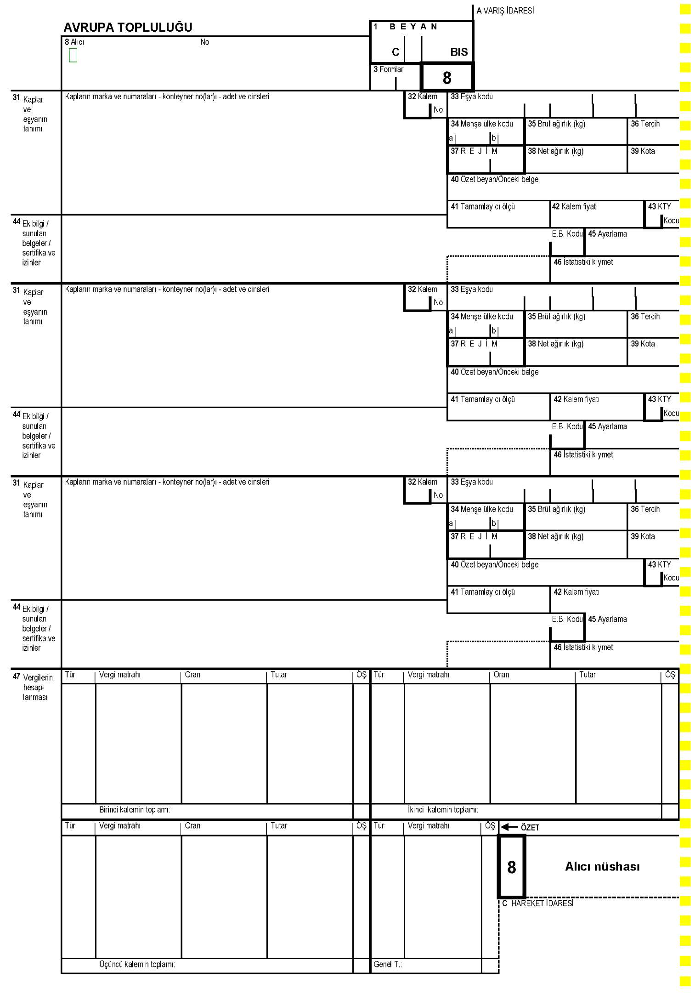 A VARIŞ İDARESİ
AVRUPA TOPLULUĞU
1 B E Y A N
8 Alıcı No
C BIS
3 Formlar
8
31 Kaplar ve eşyanın tanımı
Kapların marka ve numaraları - konteyner no(lar)ı - adet ve cinsleri
32 Kalem No
33 Eşya kodu
34 Menşe ülke kodu
a| b|
35 Brüt ağırlık (kg)
36 Tercih
37 R E J İ M
38 Net ağırlık (kg)
39 Kota
40 Özet beyan/Önceki belge
41 Tamamlayıcı ölçü
42 Kalem fiyatı
43 KTY
Kodu
44 Ek bilgi /
sunulan
belgeler /
sertifika ve
izinler
E.B. Kodu
45 Ayarlama
46 İstatistiki kıymet
31 Kaplar
ve
eşyanın
tanımı
Kapların marka ve numaraları - konteyner no(lar)ı - adet ve cinsleri
32 Kalem
No
33 Eşya kodu
34 Menşe ülke kodu
a| b|
35 Brüt ağırlık (kg)
36 Tercih
37 R E J İ M
38 Net ağırlık (kg)
39 Kota
40 Özet beyan/Önceki belge
41 Tamamlayıcı ölçü
42 Kalem fiyatı
43 KTY
Kodu
44 Ek bilgi /
sunulan
belgeler /
sertifika ve
izinler
E.B. Kodu
45 Ayarlama
46 İstatistiki kıymet
31 Kaplar
ve
eşyanın
tanımı
Kapların marka ve numaraları - konteyner no(lar)ı - adet ve cinsleri
32 Kalem
No
33 Eşya kodu
34 Menşe ülke kodu
a| b|
35 Brüt ağırlık (kg)
36 Tercih
37 R E J İ M
38 Net ağırlık (kg)
39 Kota
40 Özet beyan/Önceki belge
43 KTY
Kodu
41 Tamamlayıcı ölçü
42 Kalem fiyatı
44 Ek bilgi /
sunulan
belgeler /
sertifika ve
izinler
E.B. Kodu
45 Ayarlama
46 İstatistiki kıymet
47 Vergilerin
hesap-
lanması
Tür Vergi matrahı Oran Tutar ÖŞ Tür Vergi matrahı Oran Tutar ÖŞ
Birinci kalemin toplamı: İkinci kalemin toplamı:
Tür Vergi matrahı Oran Tutar ÖŞ Tür Vergi matrahı ÖŞ ÖZET
8 Alıcı nüshası
C HAREKET İDARESİ
Üçüncü kalemin toplamı: Genel T.: